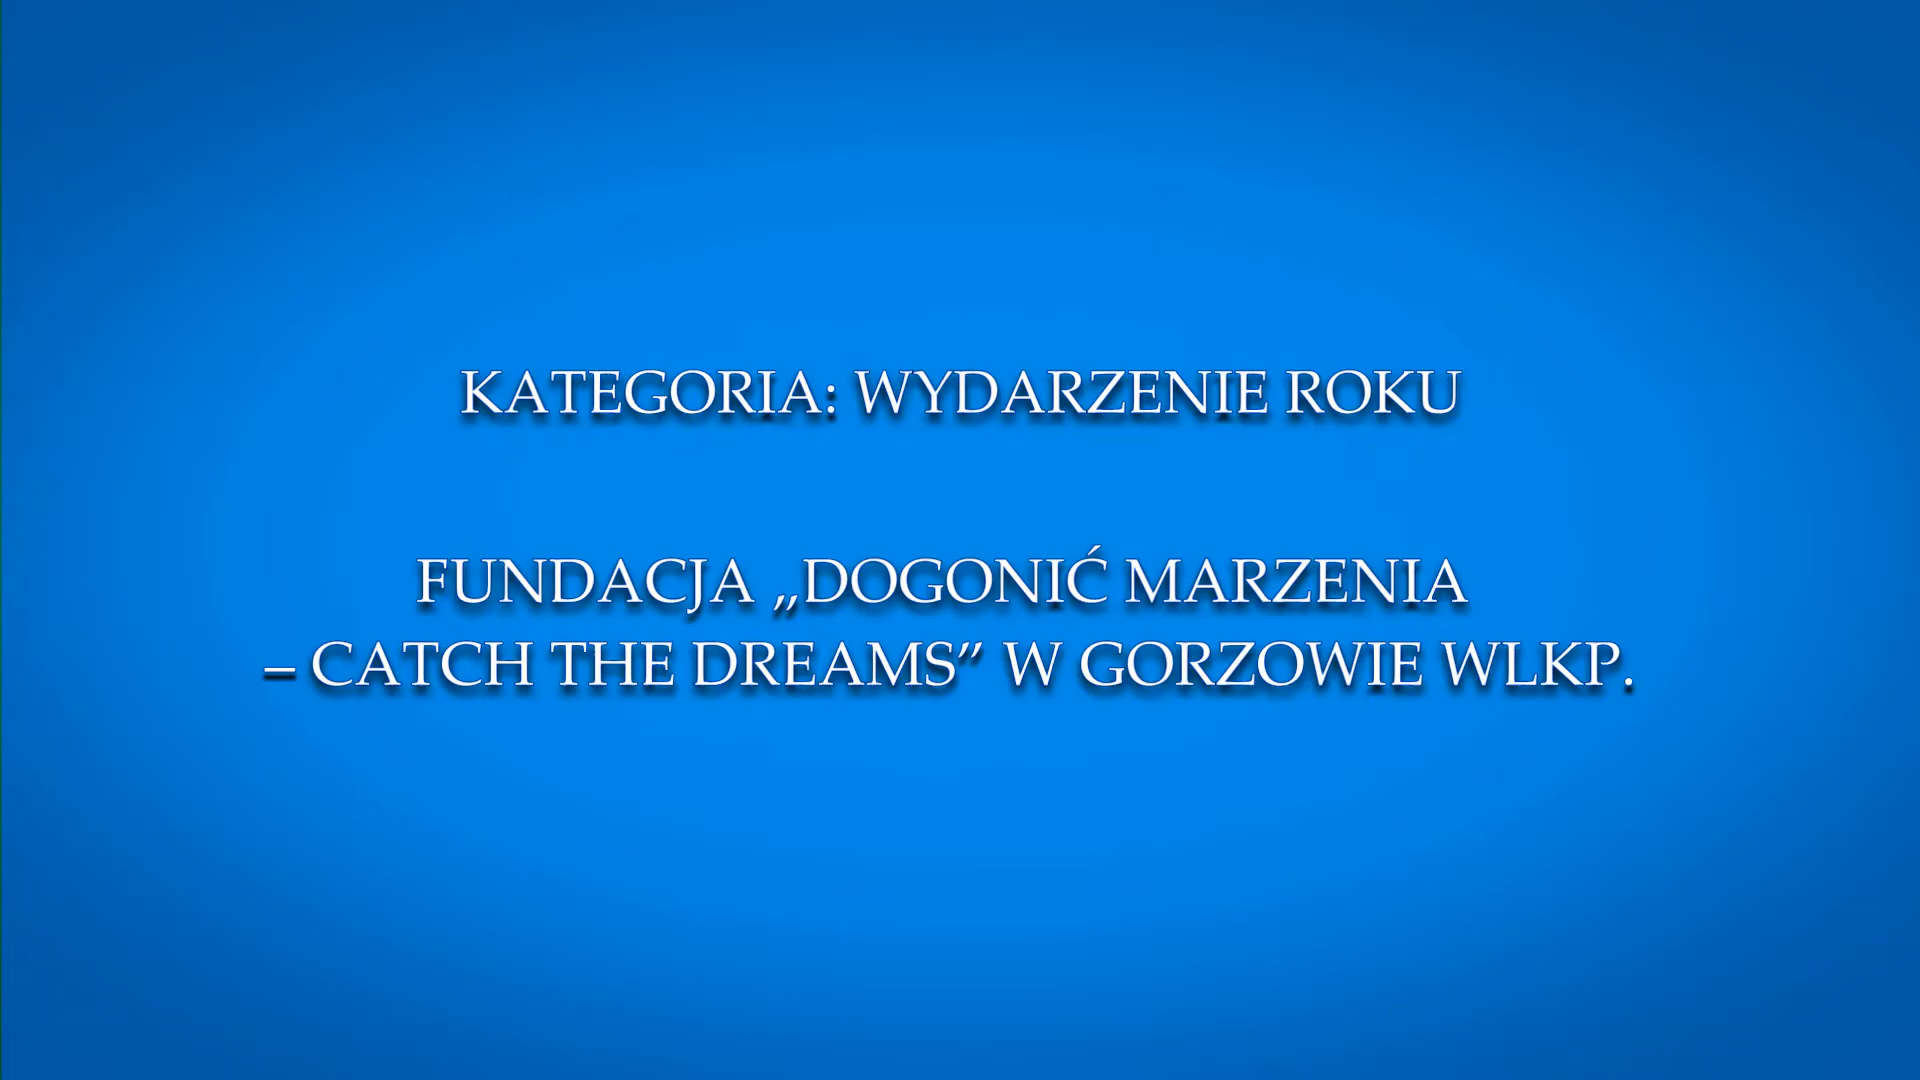 KATEGORIA: WYDARZENIE ROKU
FUNDACJA „DOGONIĆ MARZENIA
– CATCH THE DREAMS” W GORZOWIE WLKP.